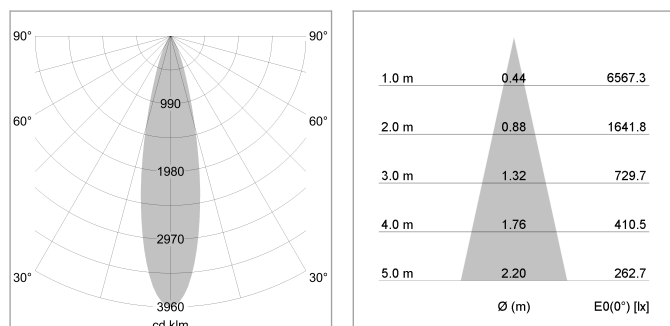 90° 90°
990
60° 60°
1980
2970
30° 30°
3960
cd klm
1.0 m 0.44 6567.3
2.0 m 0.88 1641.8
3.0 m 1.32 729.7
4.0 m 1.76 410.5
5.0 m 2.20 262.7
Ø (m) E0(0°) [lx]